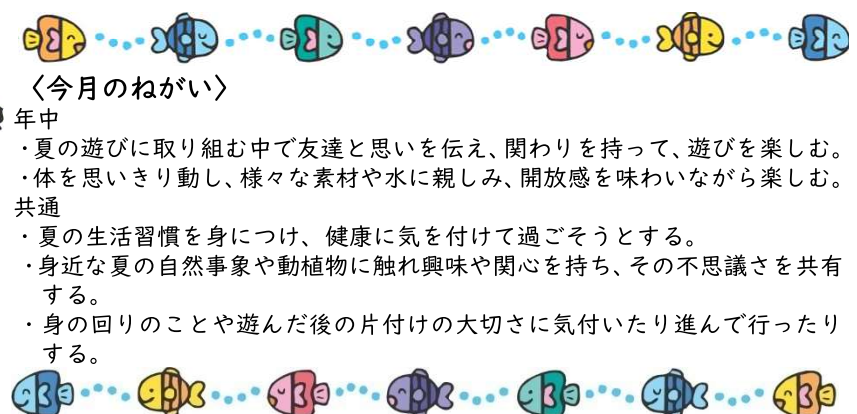 〈今月のねがい〉
年中
・夏の遊びに取り組む中で友達と思いを伝え、関わりを持って、遊びを楽しむ。
・体を思いきり動し、様々な素材や水に親しみ、開放感を味わいながら楽しむ。
共通
・夏の生活習慣を身につけ、健康に気を付けて過ごそうとする。
・身近な夏の自然事象や動植物に触れ興味や関心を持ち、その不思議さを共有
する。
・身の回りのことや遊んだ後の片付けの大切さに気付いたり進んで行ったり
する。